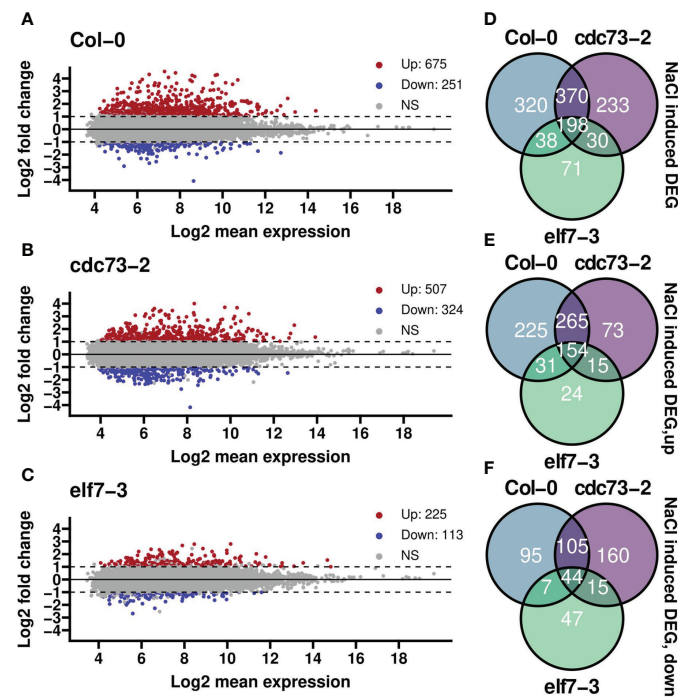 A
Col-0
Up: 675
Down: 251
NS
Log2 fold change
4
3
2
1
0
-1
-2
-3
-4
4 6 8 10 12 14 16 18
Log2 mean expression
B
cdc73-2
Up: 507
Down: 324
NS
Log2 fold change
4
3
2
1
0
-1
-2
-3
-4
4 6 8 10 12 14 16 18
Log2 mean expression
C
elf7-3
Up: 225
Down: 113
NS
Log2 fold change
4
3
2
1
0
-1
-2
-3
-4
4 6 8 10 12 14 16 18
Log2 mean expression
D
Col-0 cdc73-2
320 370 233
198
38 30
71
elf7-3
NaCl induced DEG
E
Col-0 cdc73-2
225 265 73
154
31 15
24
elf7-3
NaCl induced DEG,up
F
Col-0 cdc73-2
95 105 160
44
7 15
47
elf7-3
NaCl induced DEG, down